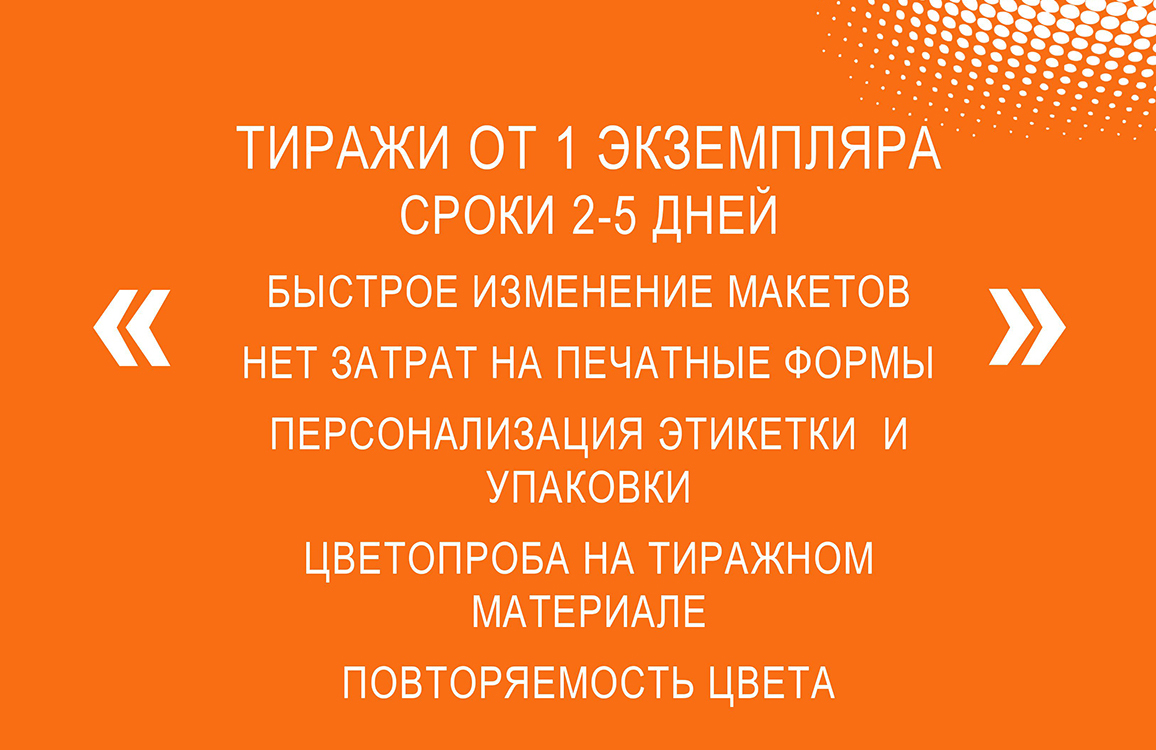 ТИРАЖИ ОТ 1 ЭКЗЕМПЛЯРА
СРОКИ 2-5 ДНЕЙ
БЫСТРОЕ ИЗМЕНЕНИЕ МАКЕТОВ
« »
НЕТ ЗАТРАТ НА ПЕЧАТНЫЕ ФОРМЫ
ПЕРСОНАЛИЗАЦИЯ ЭТИКЕТКИ И
УПАКОВКИ
ЦВЕТОПРОБА НА ТИРАЖНОМ
МАТЕРИАЛЕ
ПОВТОРЯЕМОСТЬ ЦВЕТА